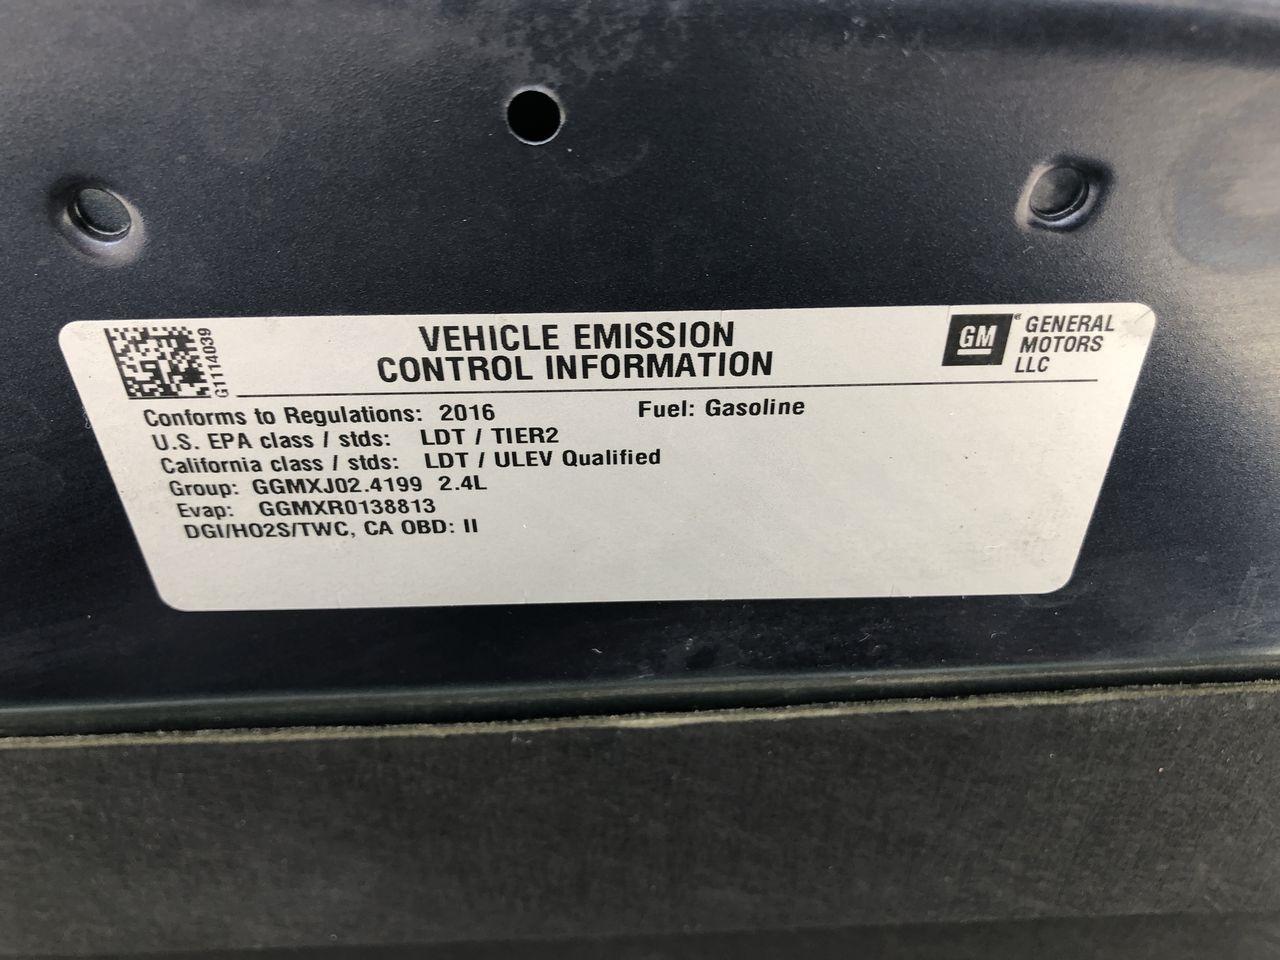 G1114039
VEHICLE EMISSION
CONTROL INFORMATION
GM ® GENERAL
MOTORS
LLC
Conforms to Regulations: 2016 Fuel: Gasoline
U.S. EPA class / stds: LDT / TIER2
California class / stds: LDT / ULEV Qualified
Group: GGMXJ02.4199 2.4L
Evap: GGMXR0138813
DGI/HO2S/TWC, CA OBD: II